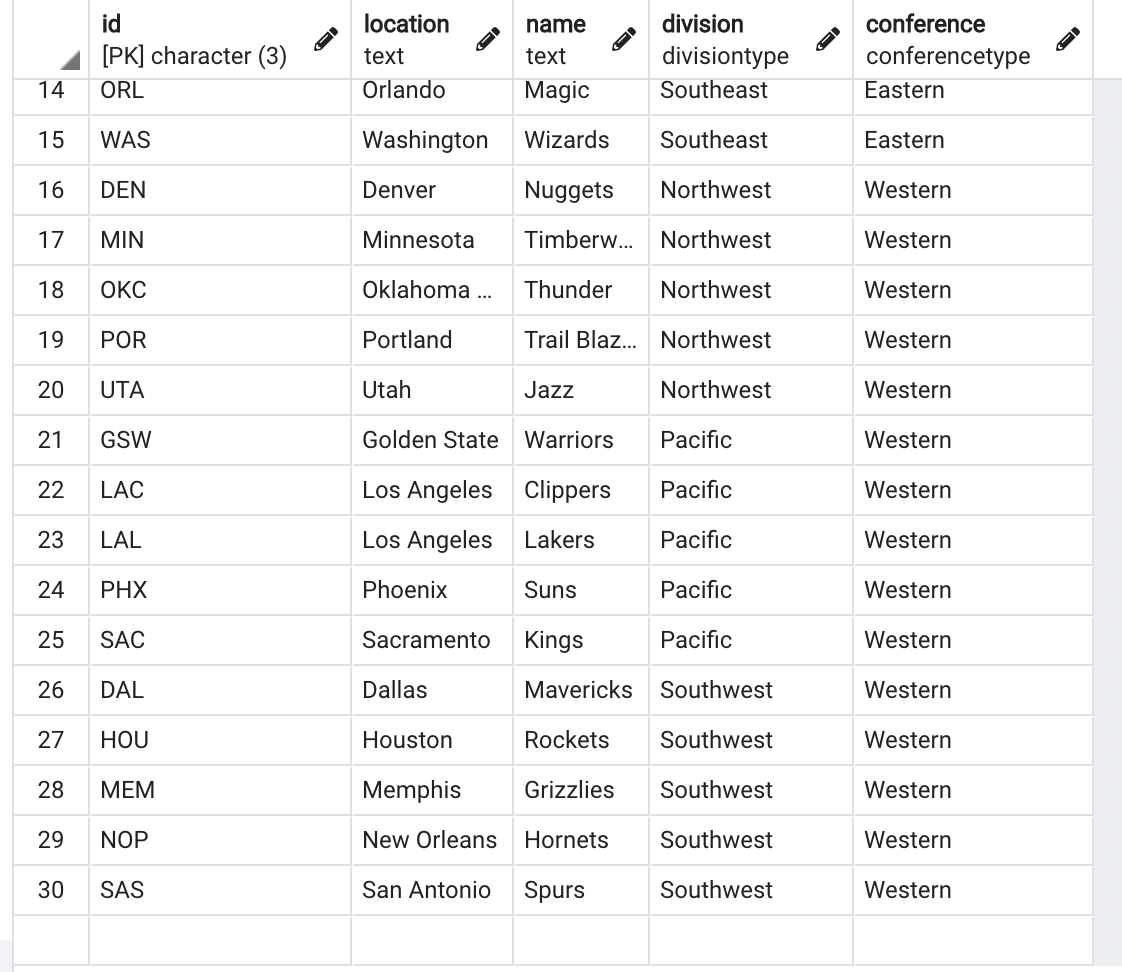 id location name division conference
[PK] character (3) text text divisiontype conferencetype
14 ORL Orlando Magic Southeast Eastern
15 WAS Washington Wizards Southeast Eastern
16 DEN Denver Nuggets Northwest Western
17 MIN Minnesota Timberw... Northwest Western
18 OKC Oklahoma ... Thunder Northwest Western
19 POR Portland Trail Blaz... Northwest Western
20 UTA Utah Jazz Northwest Western
21 GSW Golden State Warriors Pacific Western
22 LAC Los Angeles Clippers Pacific Western
23 LAL Los Angeles Lakers Pacific Western
24 PHX Phoenix Suns Pacific Western
25 SAC Sacramento Kings Pacific Western
26 DAL Dallas Mavericks Southwest Western
27 HOU Houston Rockets Southwest Western
28 MEM Memphis Grizzlies Southwest Western
29 NOP New Orleans Hornets Southwest Western
30 SAS San Antonio Spurs Southwest Western